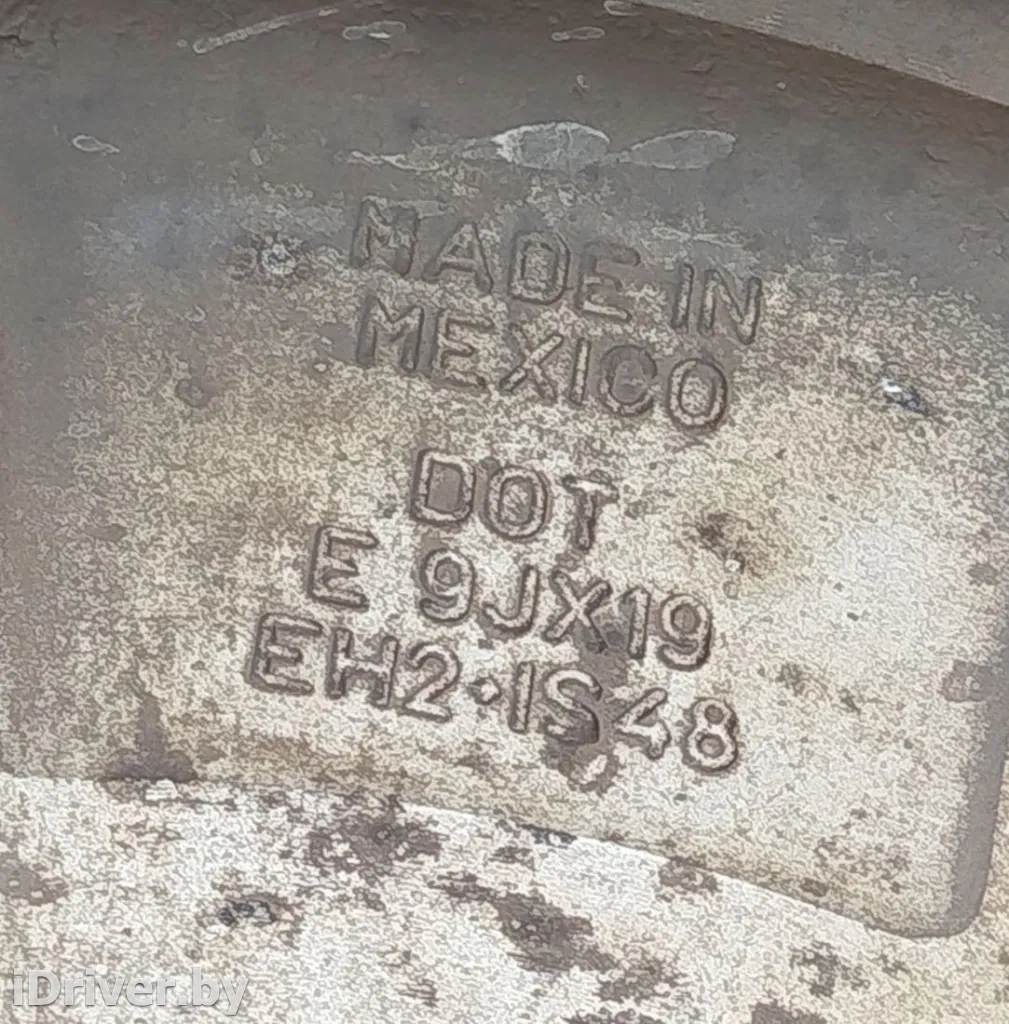 MADE IN
MEXICO
DOT
E 9JX19
EH2·IS48
iDriver.by